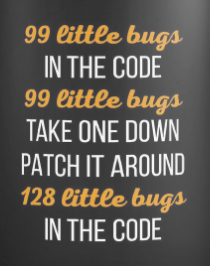 99 little bugs
IN THE CODE
99 little bugs
TAKE ONE DOWN
PATCH IT AROUND
128 little bugs
IN THE CODE